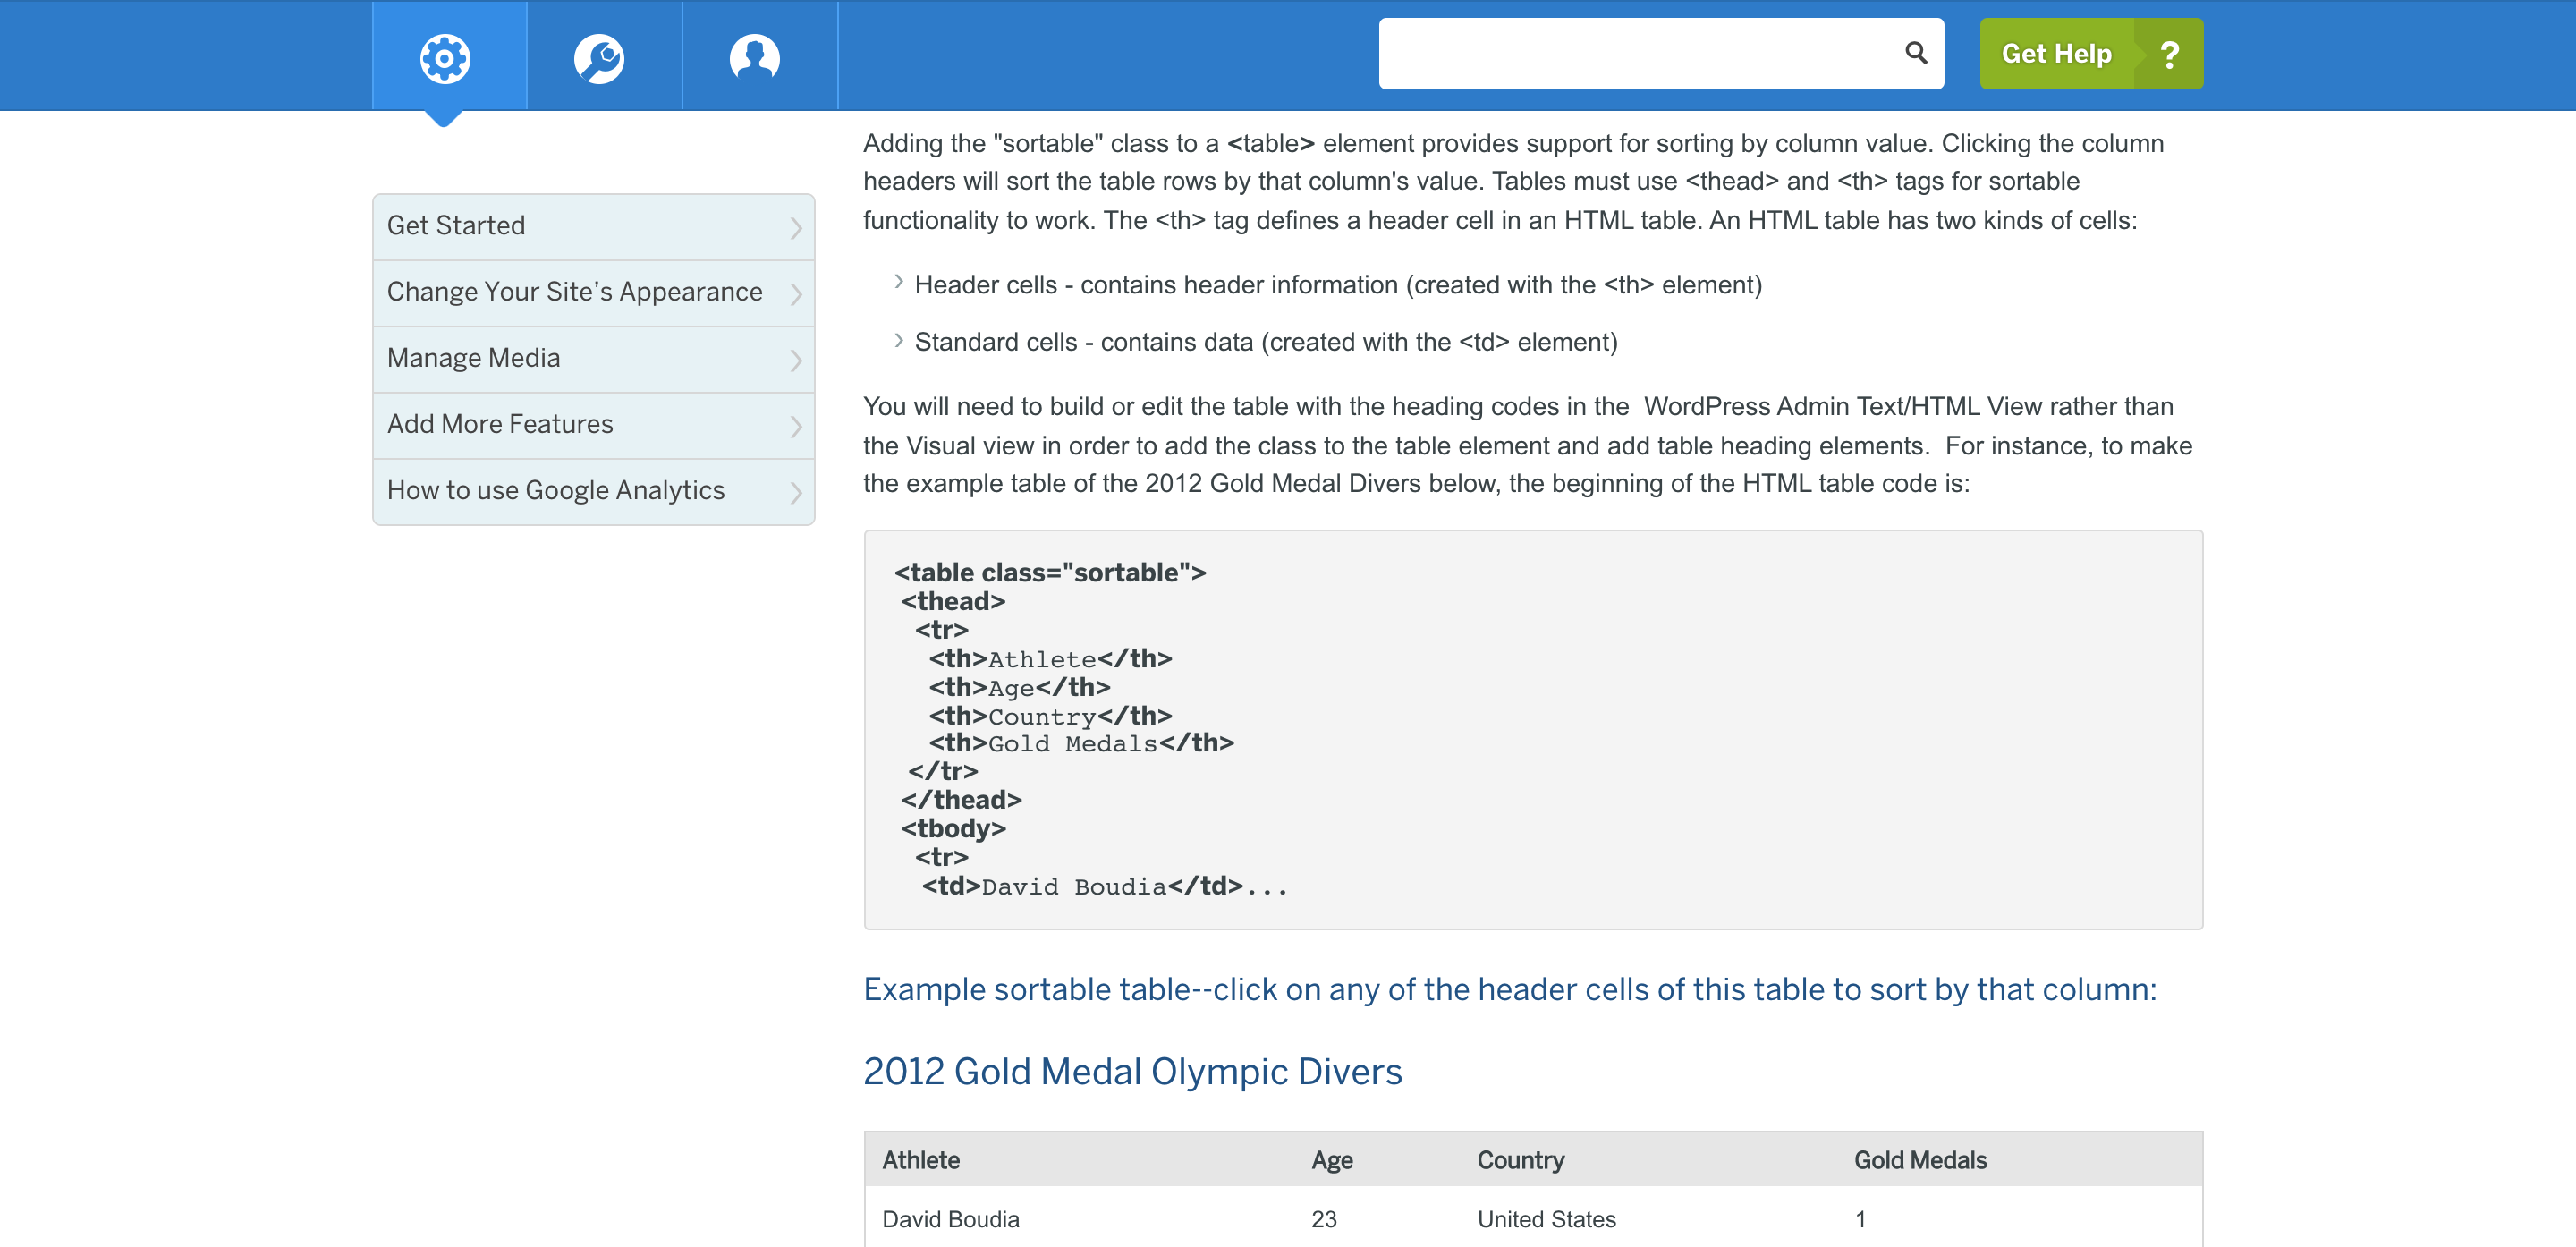 Get Help ?
Get Started
Change Your Site's Appearance
Manage Media
Add More Features
How to use Google Analytics
Adding the "sortable" class to a <table> element provides support for sorting by column value. Clicking the column
headers will sort the table rows by that column's value. Tables must use <thead> and <th> tags for sortable
functionality to work. The <th> tag defines a header cell in an HTML table. An HTML table has two kinds of cells:
Header cells - contains header information (created with the <th> element)
Standard cells - contains data (created with the <td> element)
You will need to build or edit the table with the heading codes in the  WordPress Admin Text/HTML View rather than
the Visual view in order to add the class to the table element and add table heading elements.  For instance, to make
the example table of the 2012 Gold Medal Divers below, the beginning of the HTML table code is:
<table class="sortable">
<thead>
<tr>
<th>Athlete</th>
<th>Age</th>
<th>Country</th>
<th>Gold Medals</th>
</tr>
</thead>
<tbody>
<tr>
<td>David Boudia</td>...
Example sortable table--click on any of the header cells of this table to sort by that column:
2012 Gold Medal Olympic Divers
Athlete Age Country Gold Medals
David Boudia 23 United States 1